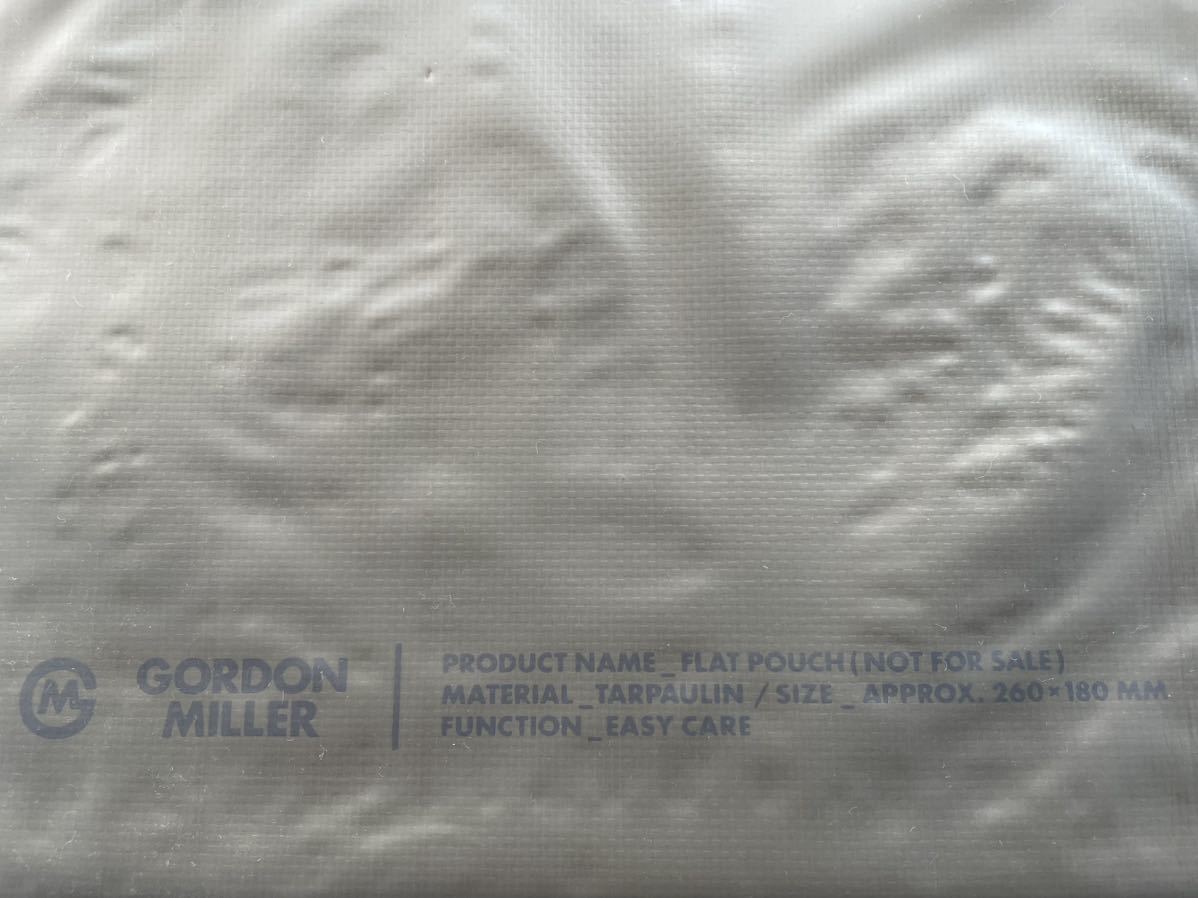 GM
GORDON
MILLER
PRODUCT NAME_FLAT POUCH (NOT FOR SALE)
MATERIAL_TARPAULIN / SIZE_APPROX. 260×180 MM
FUNCTION_EASY CARE